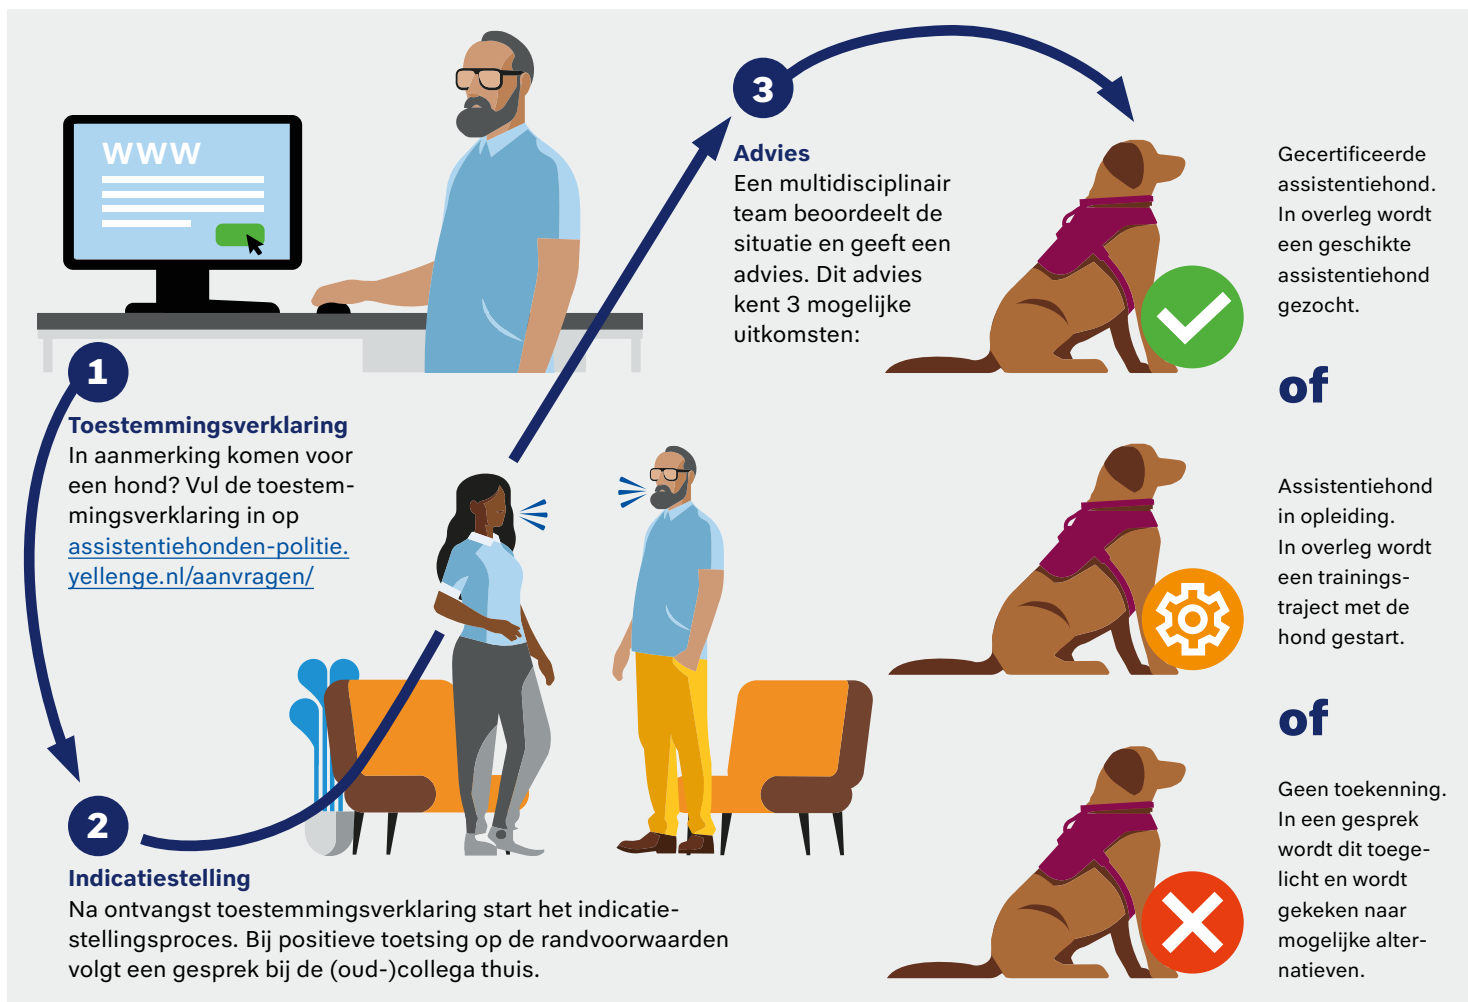 WWW
1
Toestemmingsverklaring
In aanmerking komen voor
een hond? Vul de toestem-
mingsverklaring in op
assistentiehonden-politie.
yellenge.nl/aanvragen/
2
Indicatiestelling
Na ontvangst toestemmingsverklaring start het indicatie-
stellingsproces. Bij positieve toetsing op de randvoorwaarden
volgt een gesprek bij de (oud-)collega thuis.
3
Advies
Een multidisciplinair
team beoordeelt de
situatie en geeft een
advies. Dit advies
kent 3 mogelijke
uitkomsten:
Gecertificeerde
assistentiehond.
In overleg wordt
een geschikte
assistentiehond
gezocht.
of
Assistentiehond
in opleiding.
In overleg wordt
een trainings-
traject met de
hond gestart.
of
Geen toekenning.
In een gesprek
wordt dit toege-
licht en wordt
gekeken naar
mogelijke alter-
natieven.